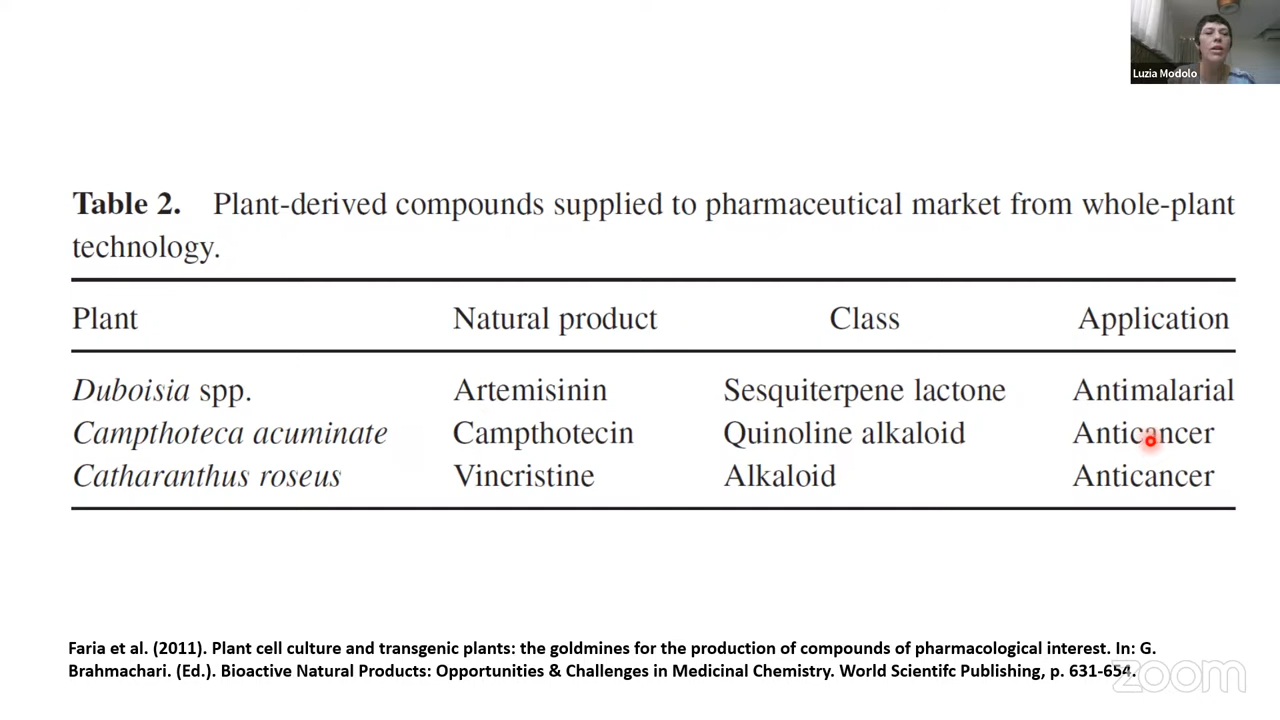 Luzia Modolo
Table 2. Plant-derived compounds supplied to pharmaceutical market from whole-plant
technology.
Plant Natural product Class Application
Duboisia spp. Artemisinin Sesquiterpene lactone Antimalarial
Campthoteca acuminate Campthotecin Quinoline alkaloid Anticancer
Catharanthus roseus Vincristine Alkaloid Anticancer
Faria et al. (2011). Plant cell culture and transgenic plants: the goldmines for the production of compounds of pharmacological interest. In: G.
Brahmachari. (Ed.). Bioactive Natural Products: Opportunities & Challenges in Medicinal Chemistry. World Scientifc Publishing, p. 631-654.
zoom